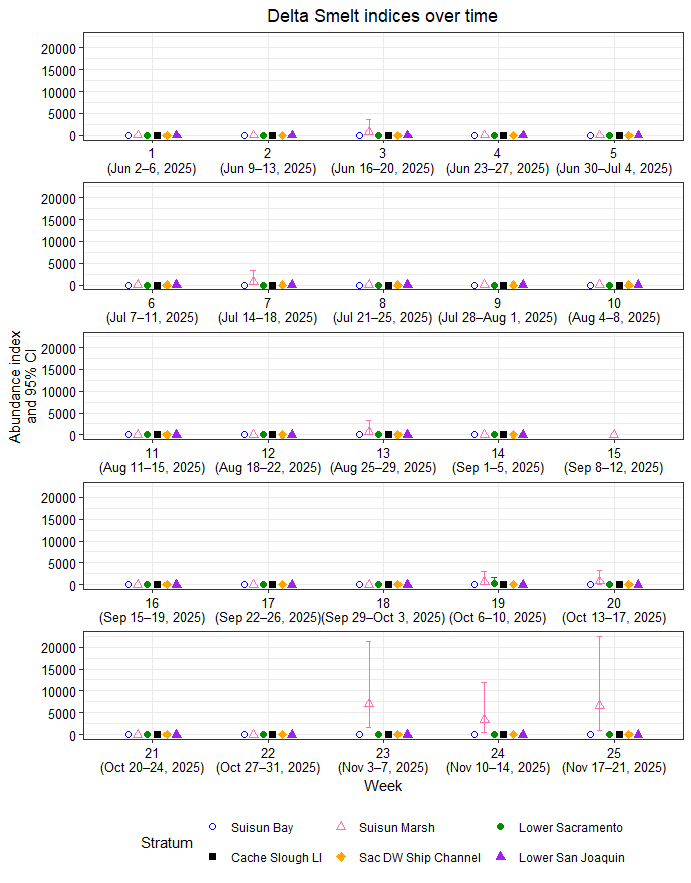 Delta Smelt indices over time
20000
15000
10000
5000
0
1 2 3 4 5
(Jun 2–6, 2025) (Jun 9–13, 2025) (Jun 16–20, 2025) (Jun 23–27, 2025) (Jun 30–Jul 4, 2025)
20000
15000
10000
5000
0
6 7 8 9 10
(Jul 7–11, 2025) (Jul 14–18, 2025) (Jul 21–25, 2025) (Jul 28–Aug 1, 2025) (Aug 4–8, 2025)
Abundance index
and 95% CI
20000
15000
10000
5000
0
11 12 13 14 15
(Aug 11–15, 2025) (Aug 18–22, 2025) (Aug 25–29, 2025) (Sep 1–5, 2025) (Sep 8–12, 2025)
20000
15000
10000
5000
0
16 17 18 19 20
(Sep 15–19, 2025) (Sep 22–26, 2025) (Sep 29–Oct 3, 2025) (Oct 6–10, 2025) (Oct 13–17, 2025)
20000
15000
10000
5000
0
21 22 23 24 25
(Oct 20–24, 2025) (Oct 27–31, 2025) (Nov 3–7, 2025) (Nov 10–14, 2025) (Nov 17–21, 2025)
Week
Stratum
Suisun Bay Suisun Marsh Lower Sacramento
Cache Slough LI Sac DW Ship Channel Lower San Joaquin